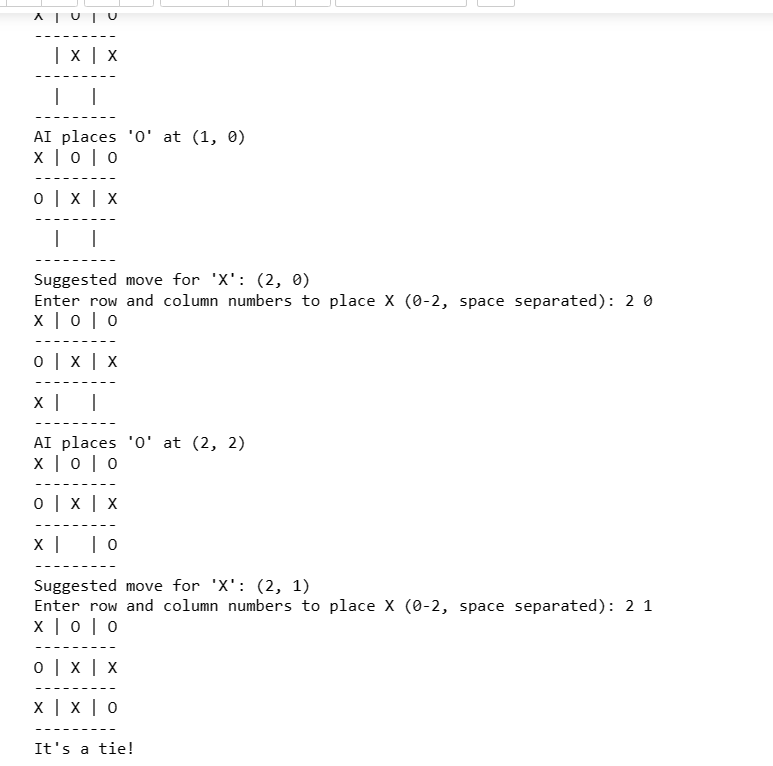 X | O | O
---------
  | X | X
---------
  |   |
---------
AI places 'O' at (1, 0)
X | O | O
---------
O | X | X
---------
  |   |
---------
Suggested move for 'X': (2, 0)
Enter row and column numbers to place X (0-2, space separated): 2 0
X | O | O
---------
O | X | X
---------
X |   |
---------
AI places 'O' at (2, 2)
X | O | O
---------
O | X | X
---------
X |   | O
---------
Suggested move for 'X': (2, 1)
Enter row and column numbers to place X (0-2, space separated): 2 1
X | O | O
---------
O | X | X
---------
X | X | O
---------
It's a tie!